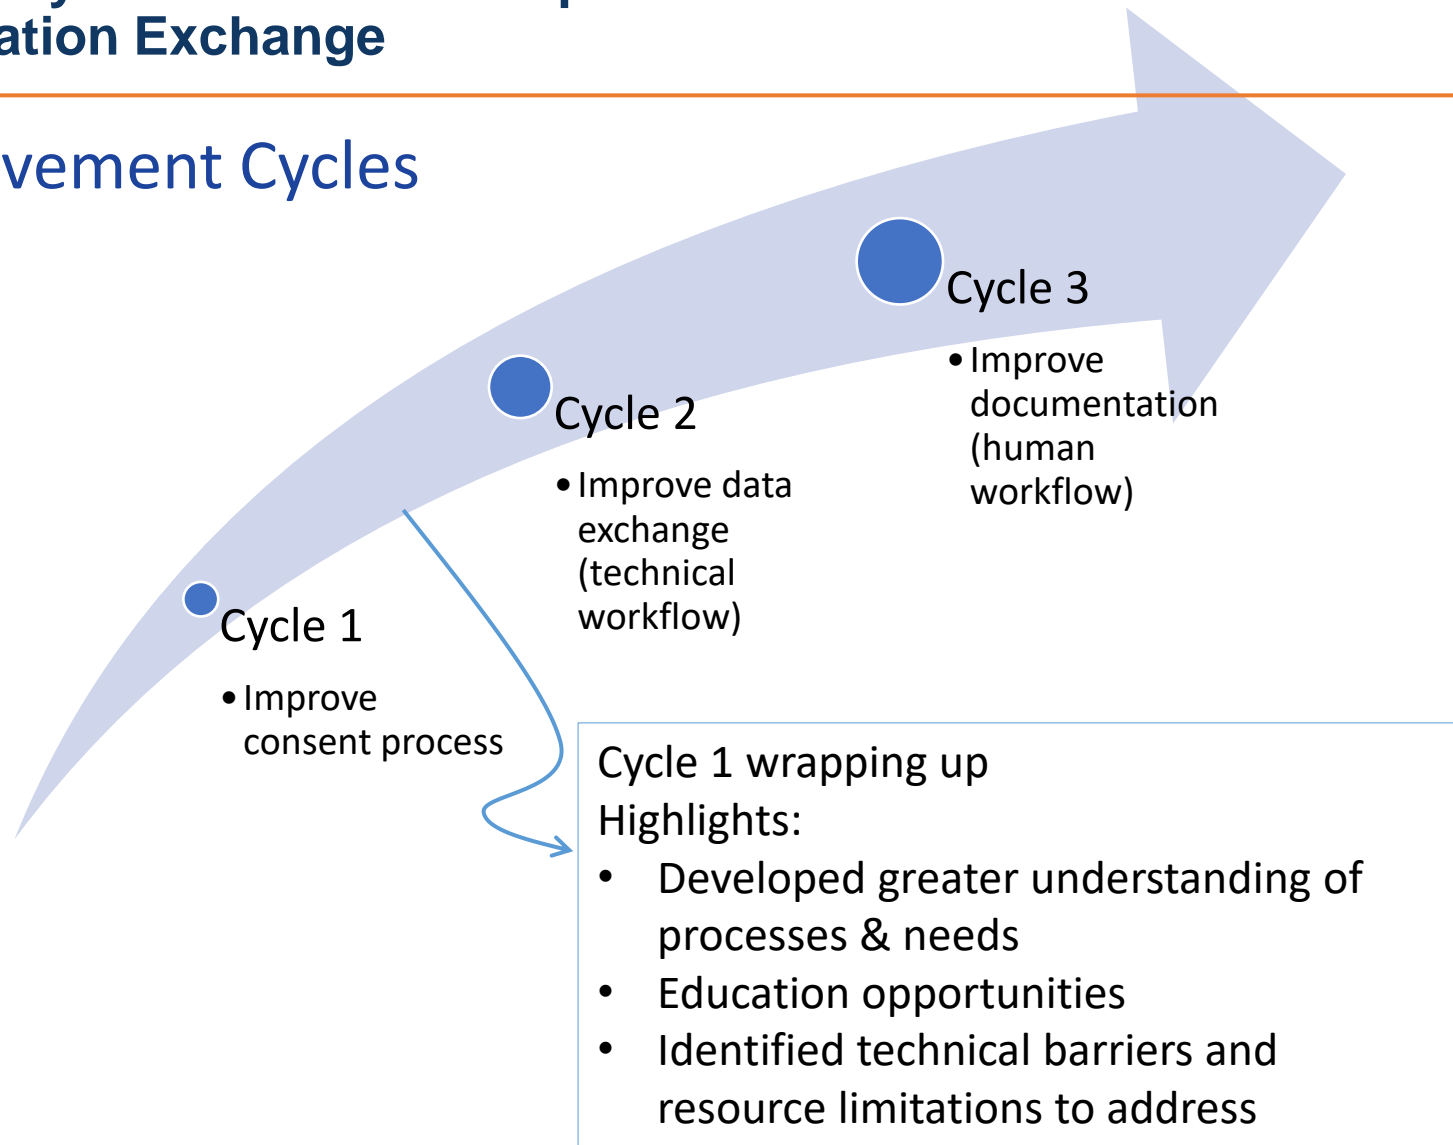 ation Exchange
vement Cycles
Cycle 3
• Improve
documentation
(human
workflow)
Cycle 2
• Improve data
exchange
(technical
workflow)
Cycle 1
• Improve
consent process
Cycle 1 wrapping up
Highlights:
• Developed greater understanding of
processes & needs
• Education opportunities
• Identified technical barriers and
resource limitations to address